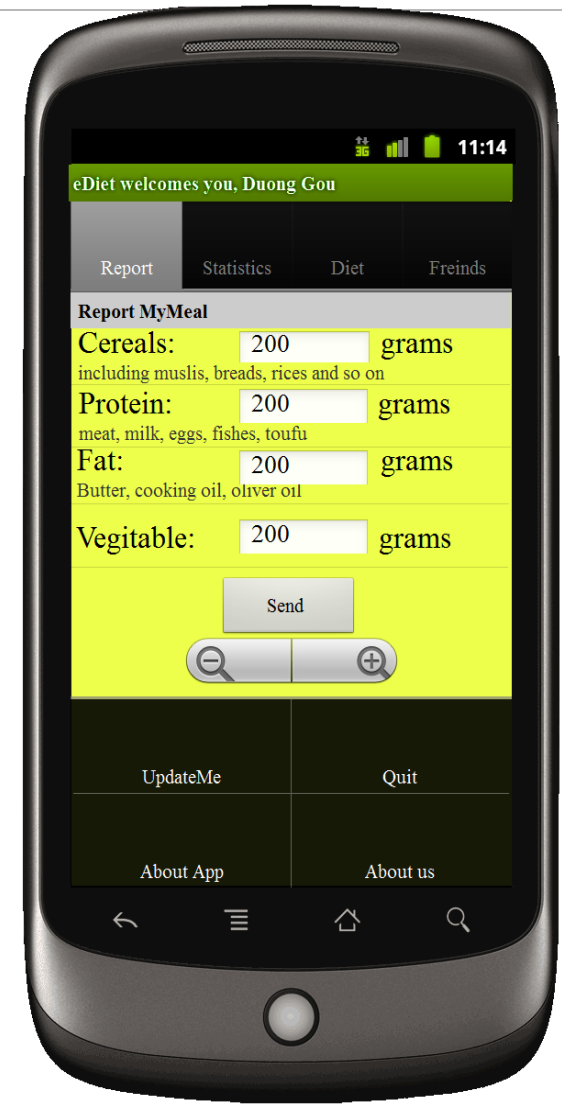 3G 11:14
eDiet welcomes you, Duong Gou
Report Statistics Diet Freinds
Report MyMeal
Cereals: 200 grams
including muslis, breads, rices and so on
Protein: 200 grams
meat, milk, eggs, fishes, toufu
Fat: 200 grams
Butter, cooking oil, oliver oil
Vegitable: 200 grams
Send
UpdateMe Quit
About App About us